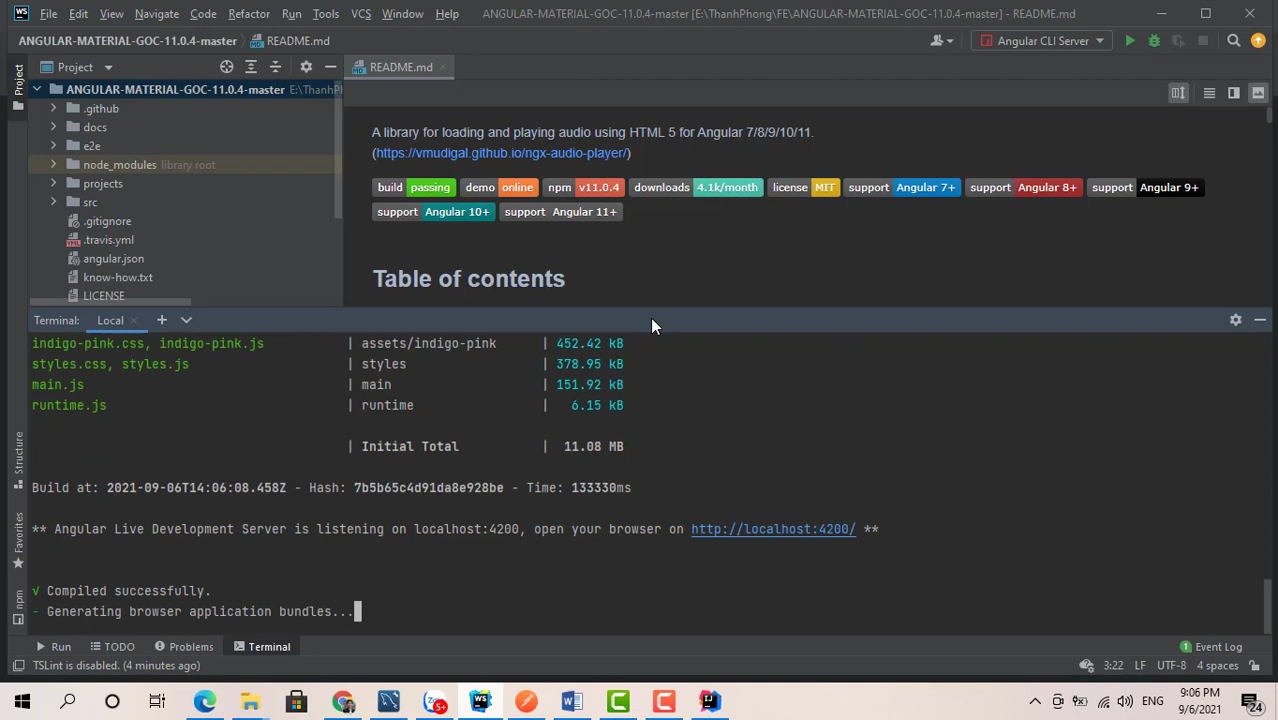 WS File Edit View Navigate Code Refactor Run Tools VCS Window Help ANGULAR-MATERIAL-GOC-11.0.4-master [E:\ThanhPhong\FE\ANGULAR-MATERIAL-GOC-11.0.4-master] - README.md
ANGULAR-MATERIAL-GOC-11.0.4-master README.md Angular CLI Server
Project
Project
README.md
ANGULAR-MATERIAL-GOC-11.0.4-master E:\ThanhP
.github
docs
e2e
node_modules library root
projects
src
.gitignore
.travis.yml
angular.json
know-how.txt
LICENSE
A library for loading and playing audio using HTML 5 for Angular 7/8/9/10/11.
(https://vmudigal.github.io/ngx-audio-player/)
build passing demo online npm v11.0.4 downloads 4.1k/month license MIT support Angular 7+ support Angular 8+ support Angular 9+
support Angular 10+ support Angular 11+
Table of contents
Terminal: Local
indigo-pink.css, indigo-pink.js | assets/indigo-pink | 452.42 kB
styles.css, styles.js | styles | 378.95 kB
main.js | main | 151.92 kB
runtime.js | runtime | 6.15 kB
| Initial Total | 11.08 MB
Build at: 2021-09-06T14:06:08.458Z - Hash: 7b5b65c4d91da8e928be - Time: 133330ms
** Angular Live Development Server is listening on localhost:4200, open your browser on http://localhost:4200/ **
√ Compiled successfully.
- Generating browser application bundles...
Structure
Favorites
npm
Run TODO Problems Terminal 1 Event Log
TSLint is disabled. (4 minutes ago) 3:22 LF UTF-8 4 spaces
5+ WS W C C ENG 9:06 PM
9/6/2021 24